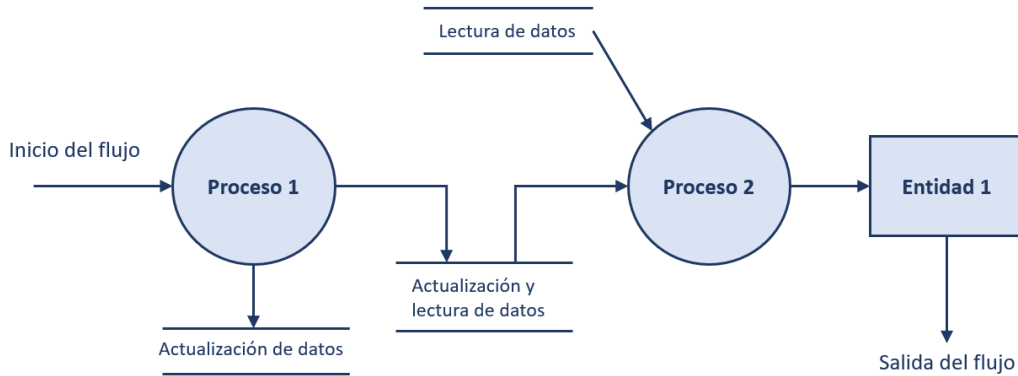 Lectura de datos
Inicio del flujo
Proceso 1
Proceso 2
Entidad 1
Actualización y
lectura de datos
Actualización de datos
Salida del flujo